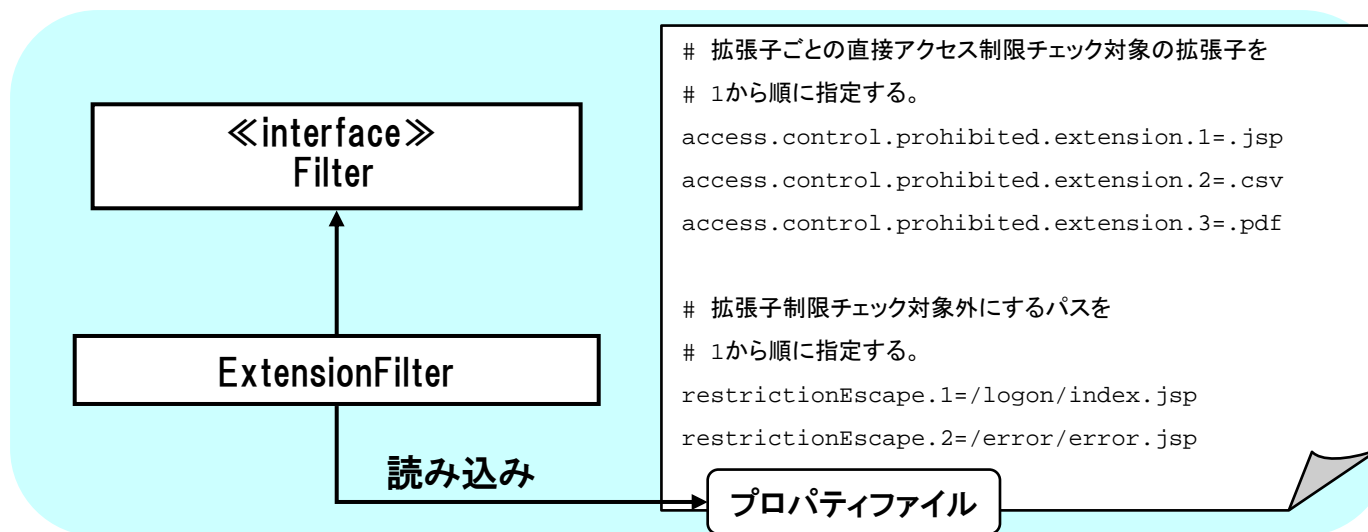 ≪interface≫
Filter
ExtensionFilter
読み込み
# 拡張子ごとの直接アクセス制限チェック対象の拡張子を
# 1から順に指定する。
access.control.prohibited.extension.1=.jsp
access.control.prohibited.extension.2=.csv
access.control.prohibited.extension.3=.pdf
# 拡張子制限チェック対象外にするパスを
# 1から順に指定する。
restrictionEscape.1=/logon/index.jsp
restrictionEscape.2=/error/error.jsp
プロパティファイル